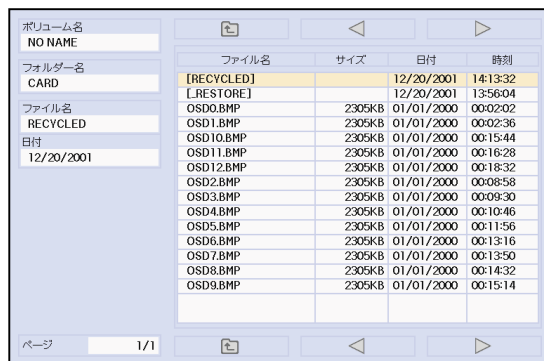 ボリューム名
NO NAME
フォルダー名
CARD
ファイル名
RECYCLED
日付
12/20/2001
ファイル名 サイズ 日付 時刻
[RECYCLED] 12/20/2001 14:13:32
[_RESTORE] 12/20/2001 13:56:04
OSD0.BMP 2305KB 01/01/2000 00:02:02
OSD1.BMP 2305KB 01/01/2000 00:02:36
OSD10.BMP 2305KB 01/01/2000 00:15:44
OSD11.BMP 2305KB 01/01/2000 00:16:28
OSD12.BMP 2305KB 01/01/2000 00:18:32
OSD2.BMP 2305KB 01/01/2000 00:08:58
OSD3.BMP 2305KB 01/01/2000 00:09:30
OSD4.BMP 2305KB 01/01/2000 00:10:46
OSD5.BMP 2305KB 01/01/2000 00:11:56
OSD6.BMP 2305KB 01/01/2000 00:13:16
OSD7.BMP 2305KB 01/01/2000 00:13:50
OSD8.BMP 2305KB 01/01/2000 00:14:32
OSD9.BMP 2305KB 01/01/2000 00:15:14
ページ 1/1